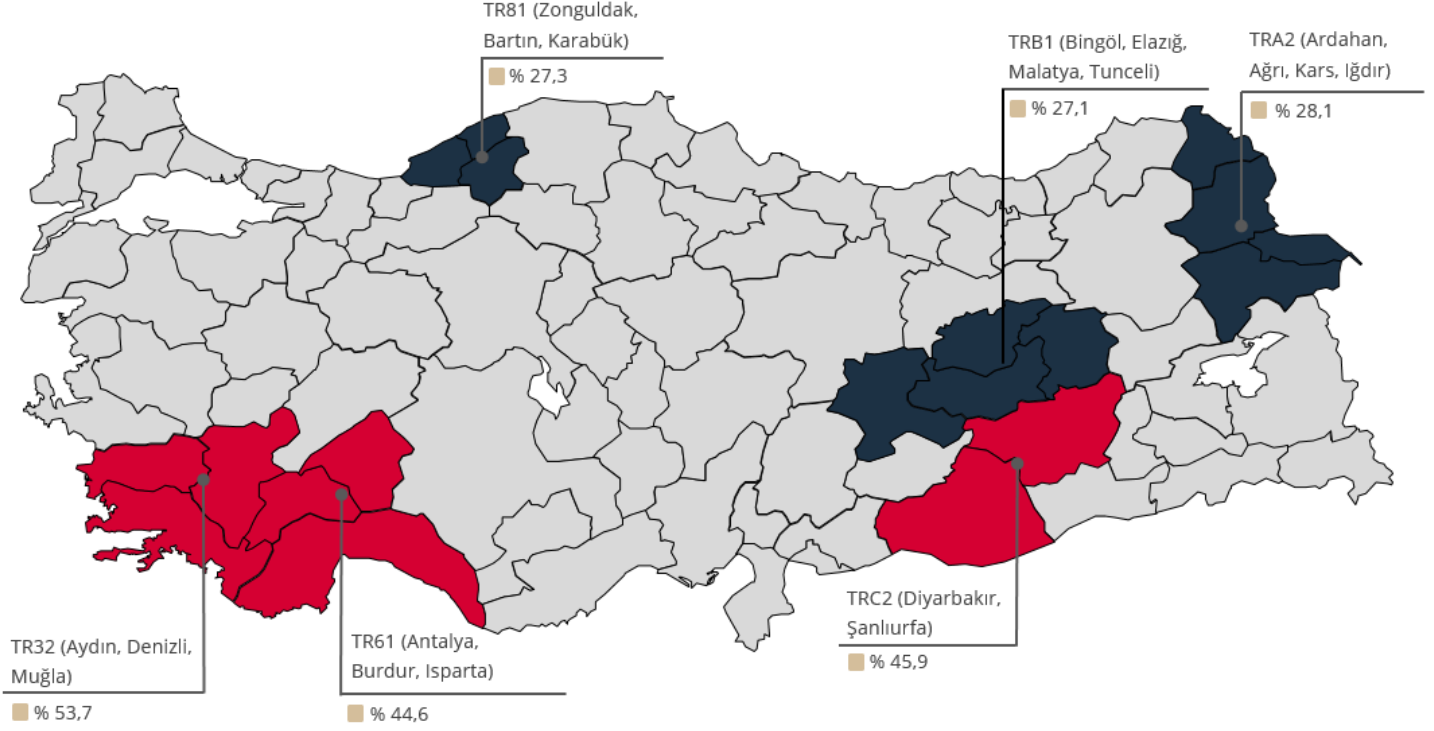 TR81 (Zonguldak,
Bartın, Karabük)
% 27,3
TRB1 (Bingöl, Elazığ,
Malatya, Tunceli)
% 27,1
TRA2 (Ardahan,
Ağrı, Kars, Iğdır)
% 28,1
TR32 (Aydın, Denizli,
Muğla)
% 53,7
TR61 (Antalya,
Burdur, Isparta)
% 44,6
TRC2 (Diyarbakır,
Şanlıurfa)
% 45,9